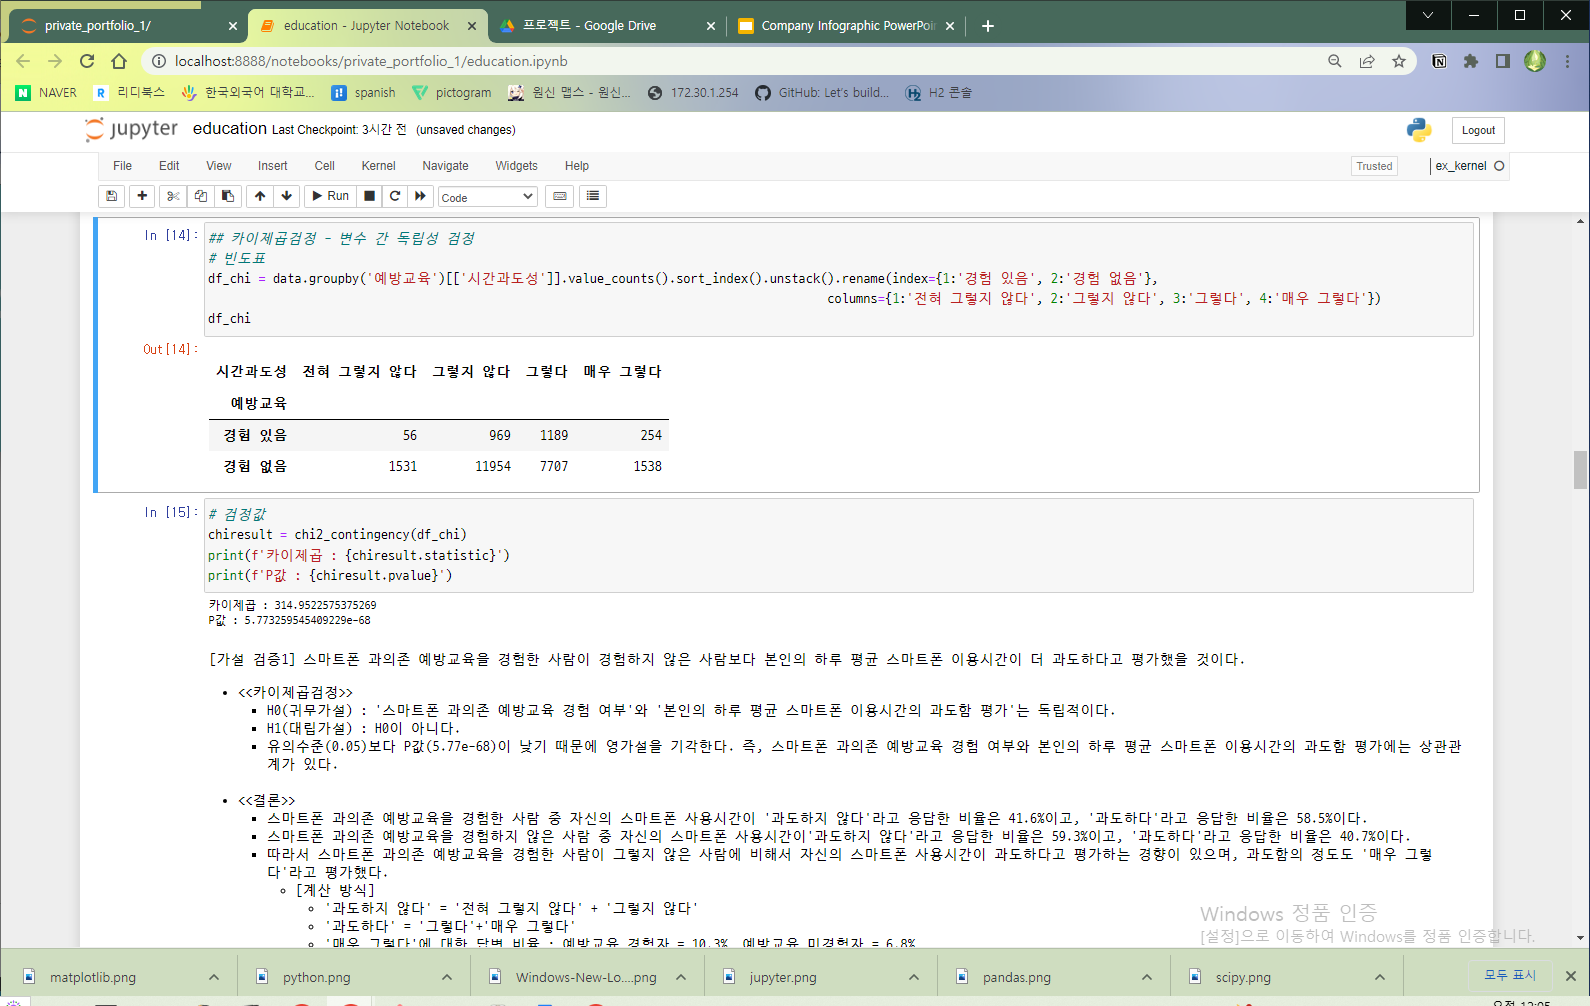 private_portfolio_1/
education - Jupyter Notebook
프로젝트 - Google Drive
Company Infographic PowerPoi
localhost:8888/notebooks/private_portfolio_1/education.ipynb
NAVER
리디북스
한국외국어 대학교...
spanish
pictogram
원신 맵스 - 원신...
172.30.1.254
GitHub: Let's build...
H2 콘솔
jupyter education Last Checkpoint: 3시간 전 (unsaved changes)
Logout
File Edit View Insert Cell Kernel Navigate Widgets Help
Trusted
ex_kernel
Run
Code
In [14]:
## 카이제곱검정 - 변수 간 독립성 검정
# 빈도표
df_chi = data.groupby('예방교육')[['시간과도성']].value_counts().sort_index().unstack().rename(index={1:'경험 있음', 2:'경험 없음'},
columns={1:'전혀 그렇지 않다', 2:'그렇지 않다', 3:'그렇다', 4:'매우 그렇다'})
df_chi
Out[14]:
시간과도성 전혀 그렇지 않다 그렇지 않다 그렇다 매우 그렇다
예방교육
경험 있음 56 969 1189 254
경험 없음 1531 11954 7707 1538
In [15]:
# 검정값
chiresult = chi2_contingency(df_chi)
print(f'카이제곱 : {chiresult.statistic}')
print(f'P값 : {chiresult.pvalue}')
카이제곱 : 314.9522575375269
P값 : 5.773259545409229e-68
[가설 검증1] 스마트폰 과의존 예방교육을 경험한 사람이 경험하지 않은 사람보다 본인의 하루 평균 스마트폰 이용시간이 더 과도하다고 평가했을 것이다.
• <<카이제곱검정>>
▪ H0(귀무가설) : '스마트폰 과의존 예방교육 경험 여부'와 '본인의 하루 평균 스마트폰 이용시간의 과도함 평가'는 독립적이다.
▪ H1(대립가설) : H0이 아니다.
▪ 유의수준(0.05)보다 P값(5.77e-68)이 낮기 때문에 영가설을 기각한다. 즉, 스마트폰 과의존 예방교육 경험 여부와 본인의 하루 평균 스마트폰 이용시간의 과도함 평가에는 상관관
계가 있다.
• <<결론>>
▪ 스마트폰 과의존 예방교육을 경험한 사람 중 자신의 스마트폰 사용시간이 '과도하지 않다'라고 응답한 비율은 41.6%이고, '과도하다'라고 응답한 비율은 58.5%이다.
▪ 스마트폰 과의존 예방교육을 경험하지 않은 사람 중 자신의 스마트폰 사용시간이'과도하지 않다'라고 응답한 비율은 59.3%이고, '과도하다'라고 응답한 비율은 40.7%이다.
▪ 따라서 스마트폰 과의존 예방교육을 경험한 사람이 그렇지 않은 사람에 비해서 자신의 스마트폰 사용시간이 과도하다고 평가하는 경향이 있으며, 과도함의 정도도 '매우 그렇
다'라고 평가했다.
◦ [계산 방식]
◦ '과도하지 않다' = '전혀 그렇지 않다' + '그렇지 않다'
◦ '과도하다' = '그렇다'+'매우 그렇다'
◦ '매우 그렇다'에 대한 답변 비율 : 예방교육 경험자 = 10.3%, 예방교육 미경험자 = 6.8%
Windows 정품 인증
[설정]으로 이동하여 Windows를 정품 인증합니다.
matplotlib.png
python.png
Windows-New-Lo....png
jupyter.png
pandas.png
scipy.png
모두 표시